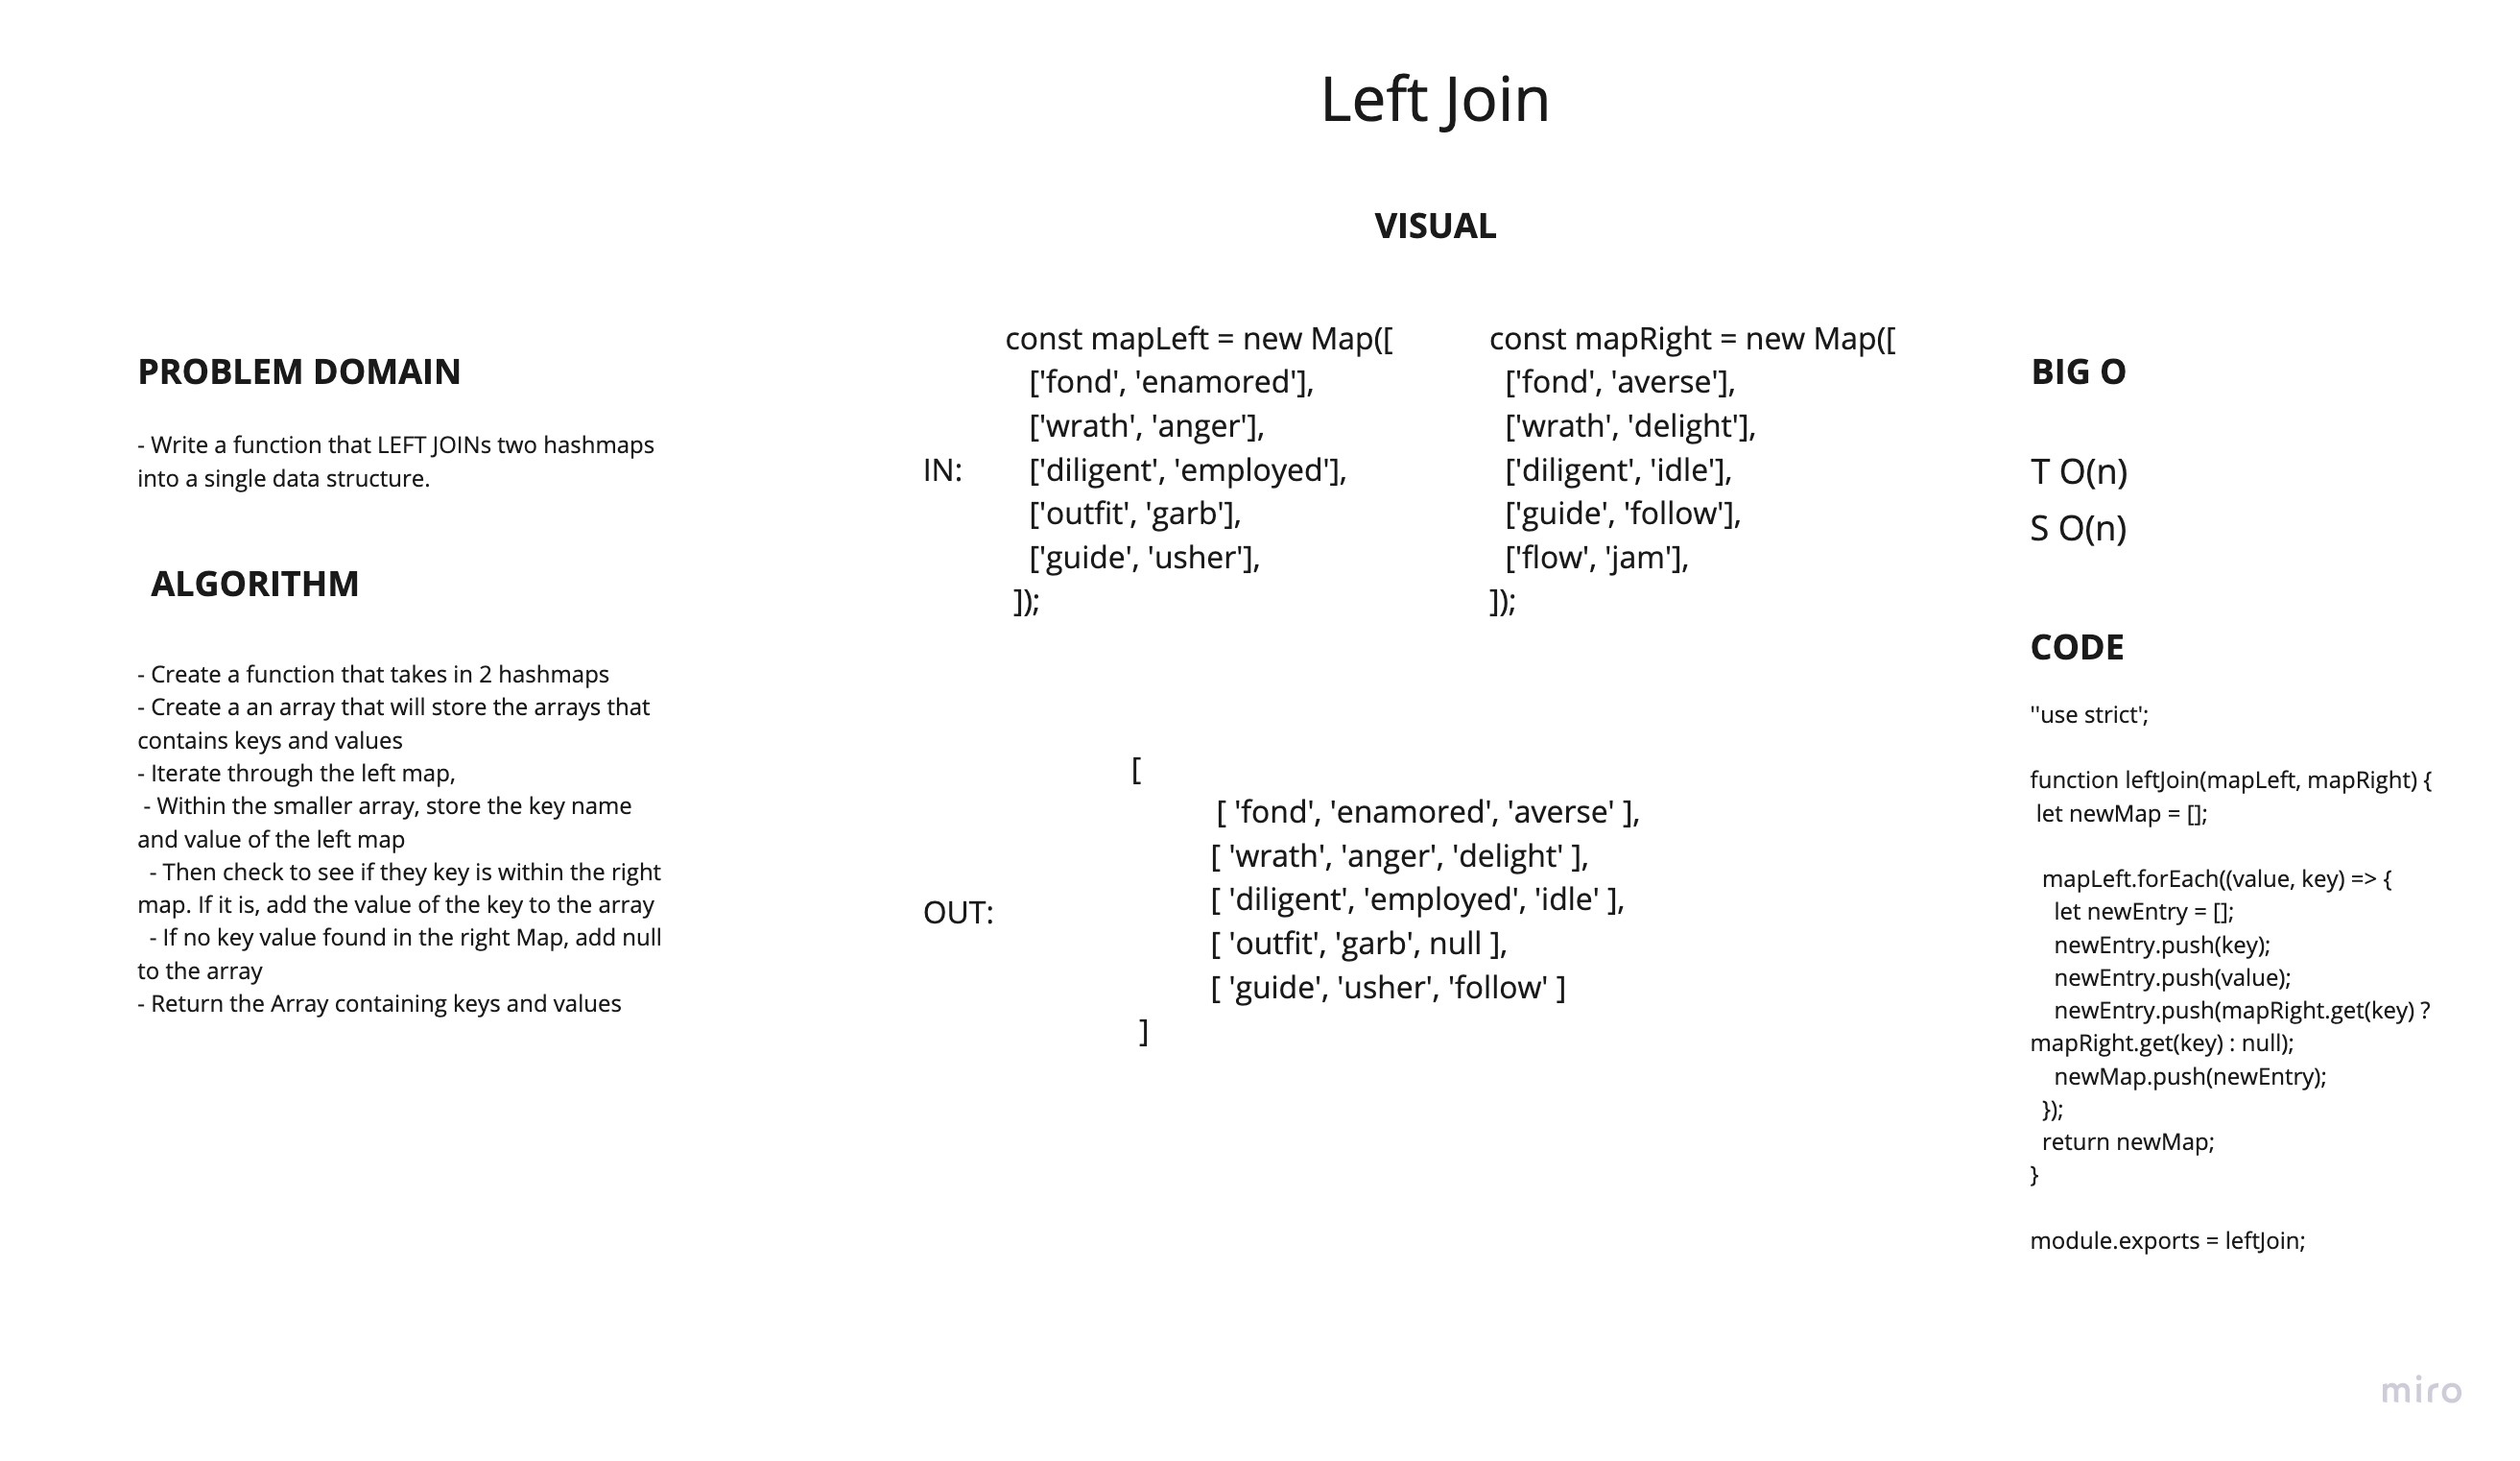 Left Join
VISUAL
PROBLEM DOMAIN
- Write a function that LEFT JOINs two hashmaps
into a single data structure.
ALGORITHM
- Create a function that takes in 2 hashmaps
- Create a an array that will store the arrays that
contains keys and values
- Iterate through the left map,
- Within the smaller array, store the key name
and value of the left map
- Then check to see if they key is within the right
map. If it is, add the value of the key to the array
- If no key value found in the right Map, add null
to the array
- Return the Array containing keys and values
IN:
const mapLeft = new Map([
['fond', 'enamored'],
['wrath', 'anger'],
['diligent', 'employed'],
['outfit', 'garb'],
['guide', 'usher'],
]);
const mapRight = new Map([
['fond', 'averse'],
['wrath', 'delight'],
['diligent', 'idle'],
['guide', 'follow'],
['flow', 'jam'],
]);
OUT:
[
[ 'fond', 'enamored', 'averse' ],
[ 'wrath', 'anger', 'delight' ],
[ 'diligent', 'employed', 'idle' ],
[ 'outfit', 'garb', null ],
[ 'guide', 'usher', 'follow' ]
]
BIG O
T O(n)
S O(n)
CODE
''use strict';
function leftJoin(mapLeft, mapRight) {
let newMap = [];
mapLeft.forEach((value, key) => {
let newEntry = [];
newEntry.push(key);
newEntry.push(value);
newEntry.push(mapRight.get(key) ?
mapRight.get(key) : null);
newMap.push(newEntry);
});
return newMap;
}
module.exports = leftJoin;
miro